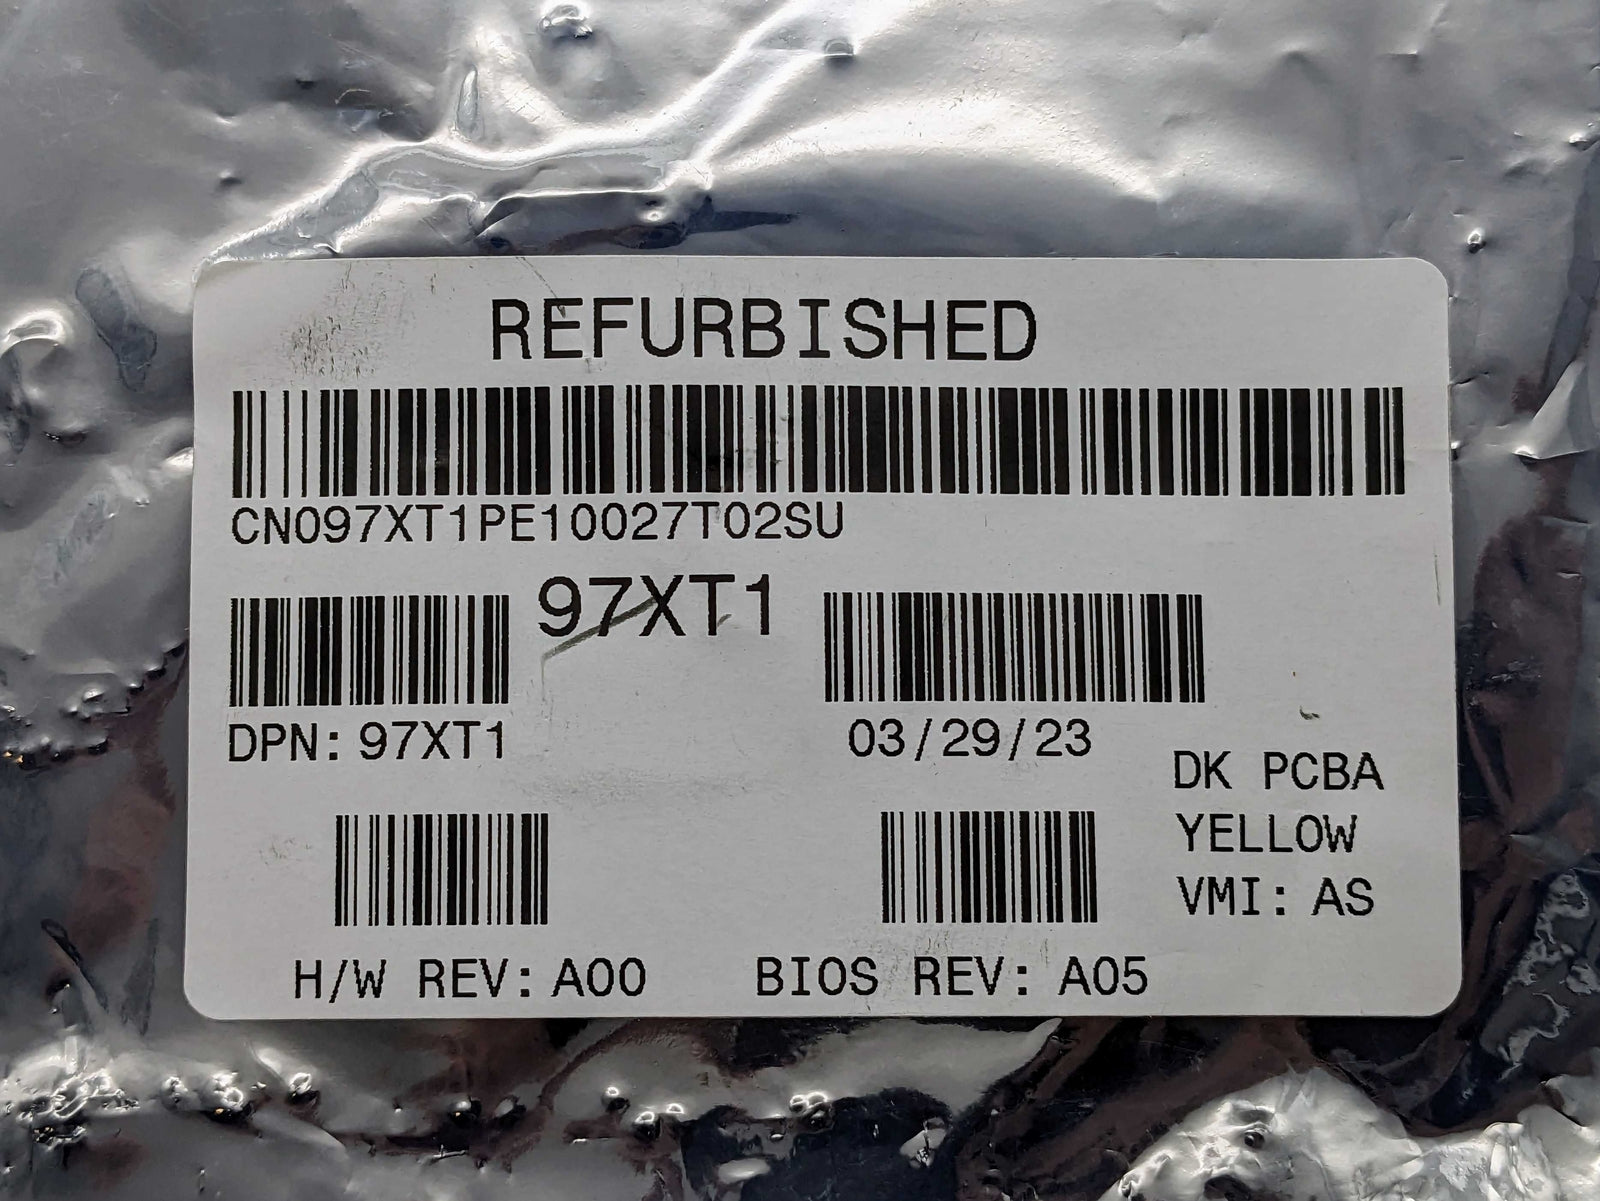 REFURBISHED
CN097XT1PE10027T02SU
97XT1
DPN: 97XT1
03/29/23
DK PCBA
YELLOW
VMI: AS
H/W REV: A00
BIOS REV: A05